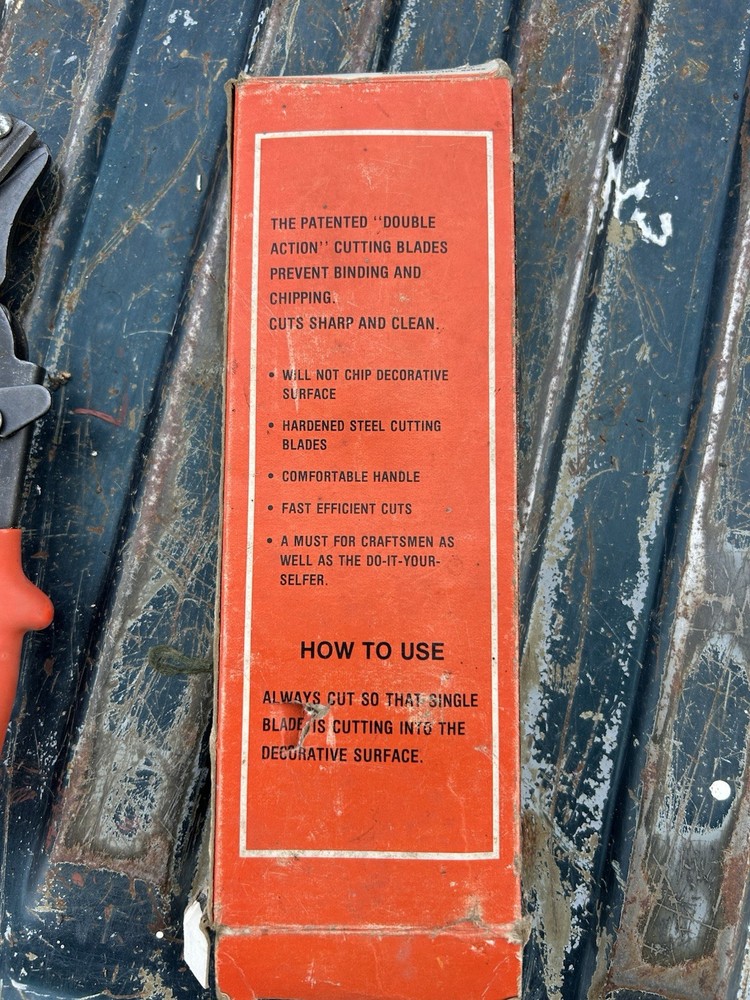 THE PATENTED "DOUBLE
ACTION" CUTTING BLADES
PREVENT BINDING AND
CHIPPING.
CUTS SHARP AND CLEAN.
• WILL NOT CHIP DECORATIVE
SURFACE
• HARDENED STEEL CUTTING
BLADES
• COMFORTABLE HANDLE
• FAST EFFICIENT CUTS
• A MUST FOR CRAFTSMEN AS
WELL AS THE DO-IT-YOUR-
SELFER.
HOW TO USE
ALWAYS CUT SO THAT SINGLE
BLADE IS CUTTING INTO THE
DECORATIVE SURFACE.